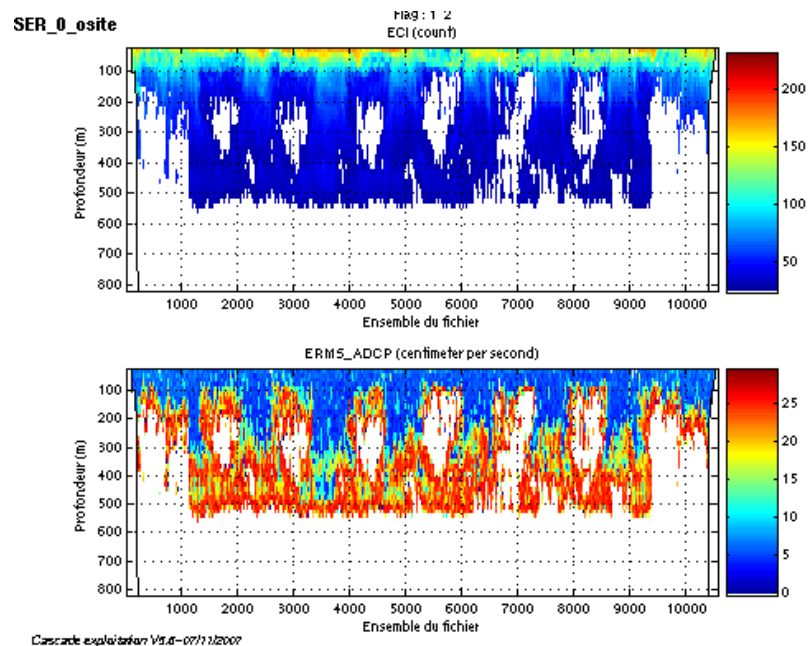 SER_0_osite
Flag : 1 2
ECI (count)
100
200
300
400
500
600
700
800
Profondeur (m)
1000 2000 3000 4000 5000 6000 7000 8000 9000 10000
Ensemble du fichier
200
150
100
50
ERMS_ADCP (centimeter per second)
100
200
300
400
500
600
700
800
Profondeur (m)
1000 2000 3000 4000 5000 6000 7000 8000 9000 10000
Ensemble du fichier
25
20
15
10
5
0
Cascade exploitation V5.6-07/11/2007